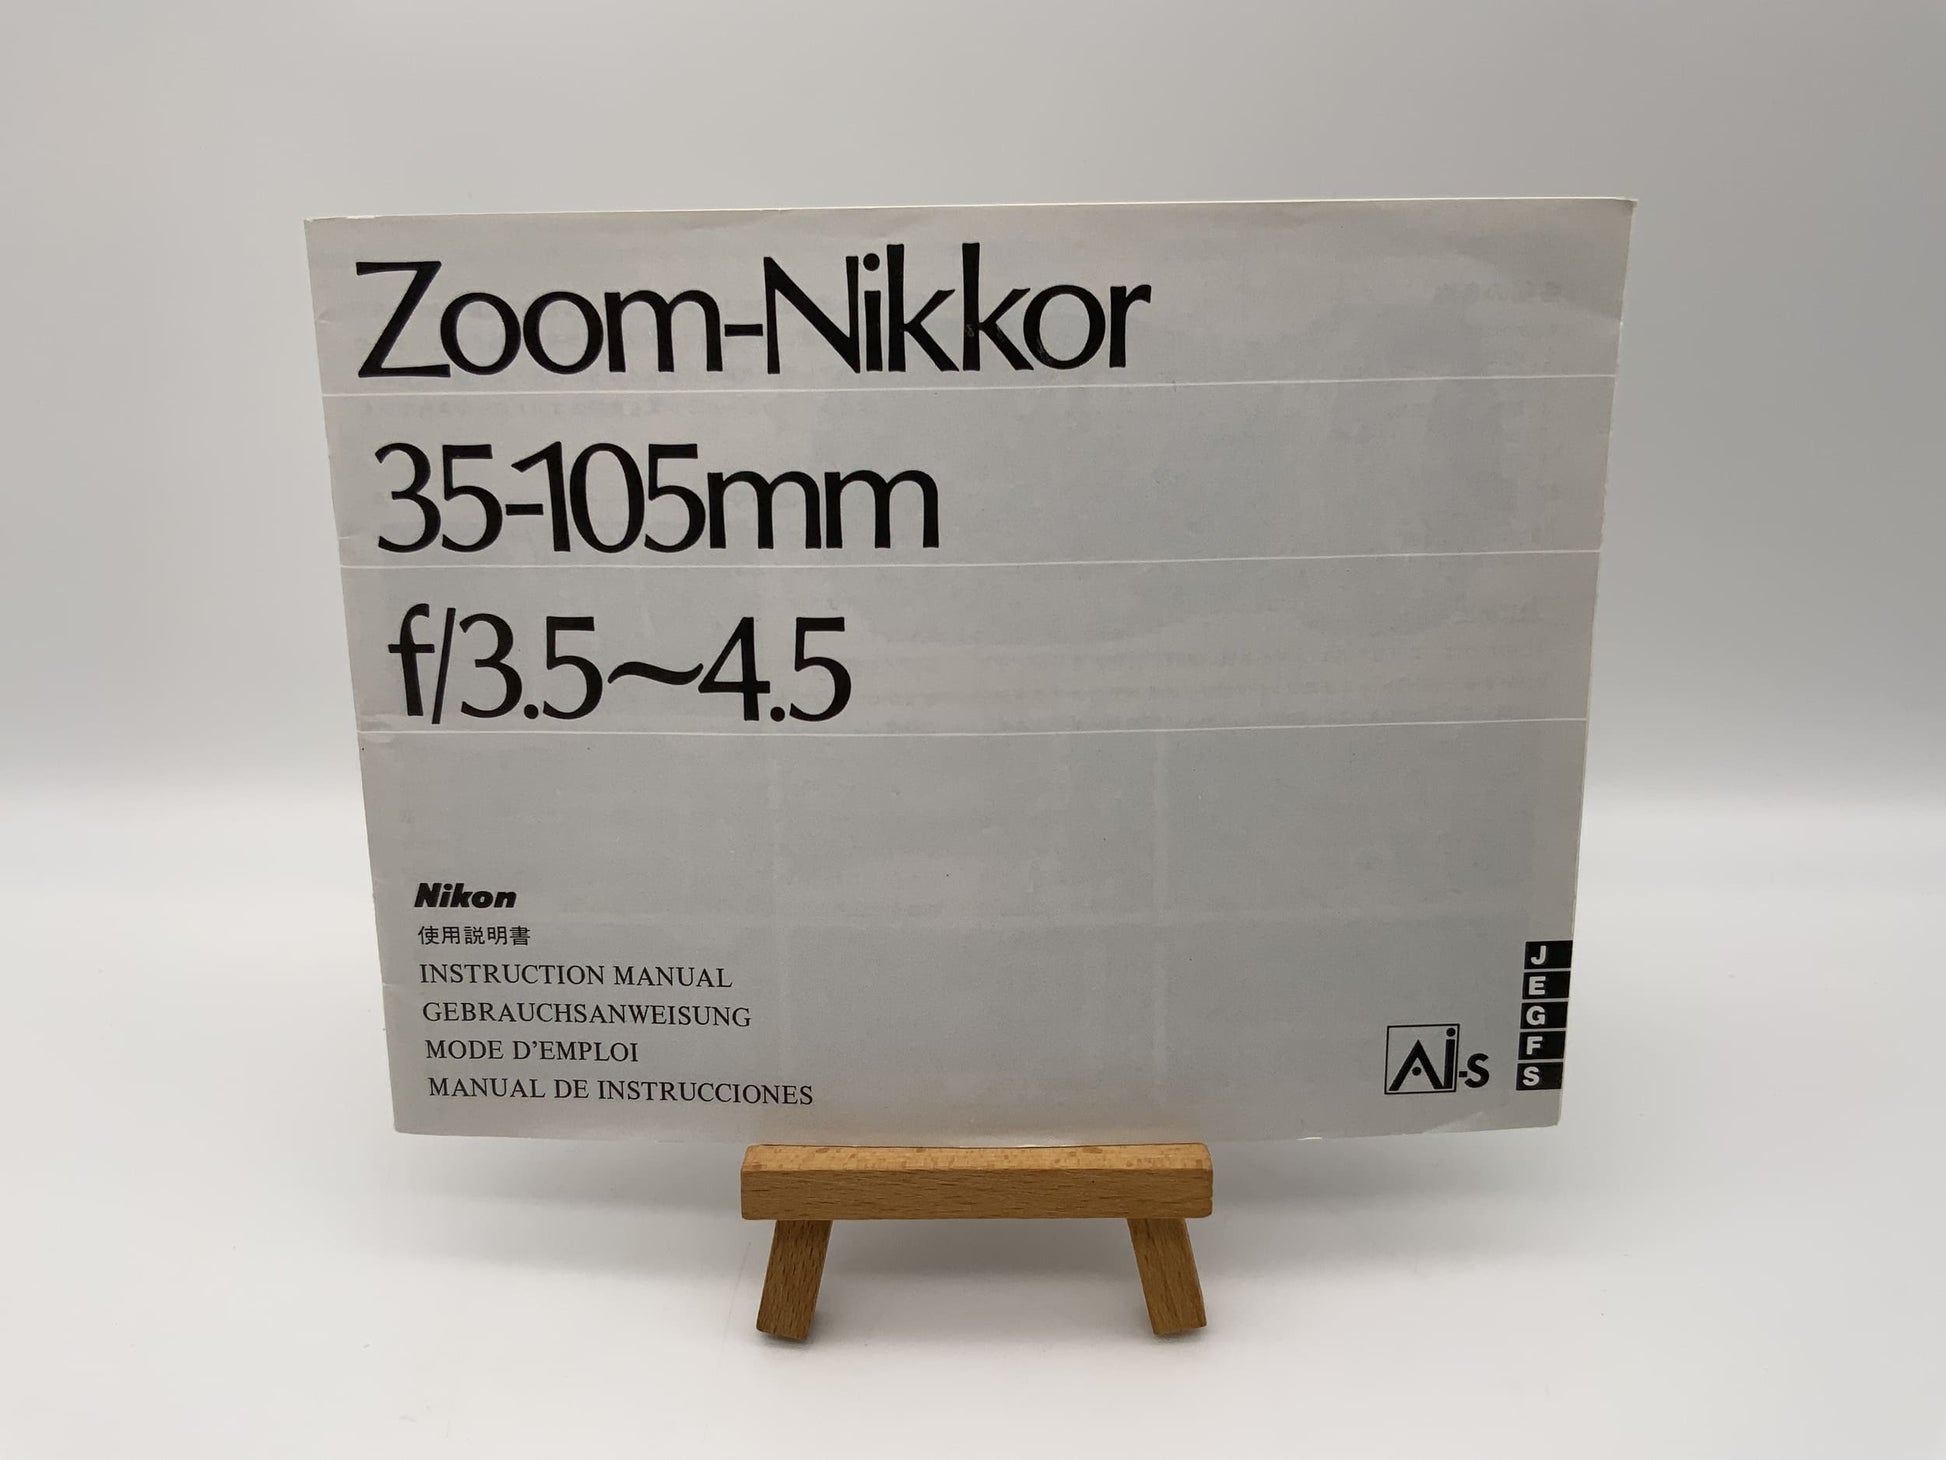 Zoom-Nikkor
35-105mm
f/3.5~4.5
Nikon
使用説明書
INSTRUCTION MANUAL
GEBRAUCHSANWEISUNG
MODE D'EMPLOI
MANUAL DE INSTRUCCIONES
Ai-s
J
E
G
F
S